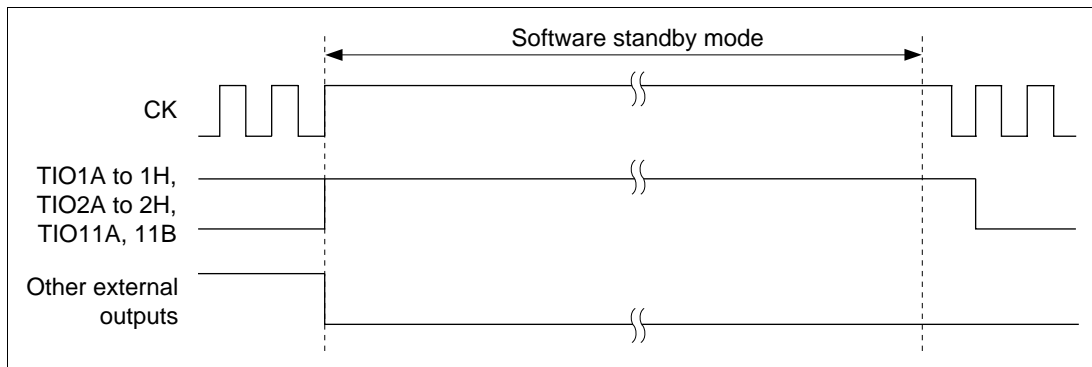 Software standby mode
CK
TIO1A to 1H,
TIO2A to 2H,
TIO11A, 11B
Other external
outputs